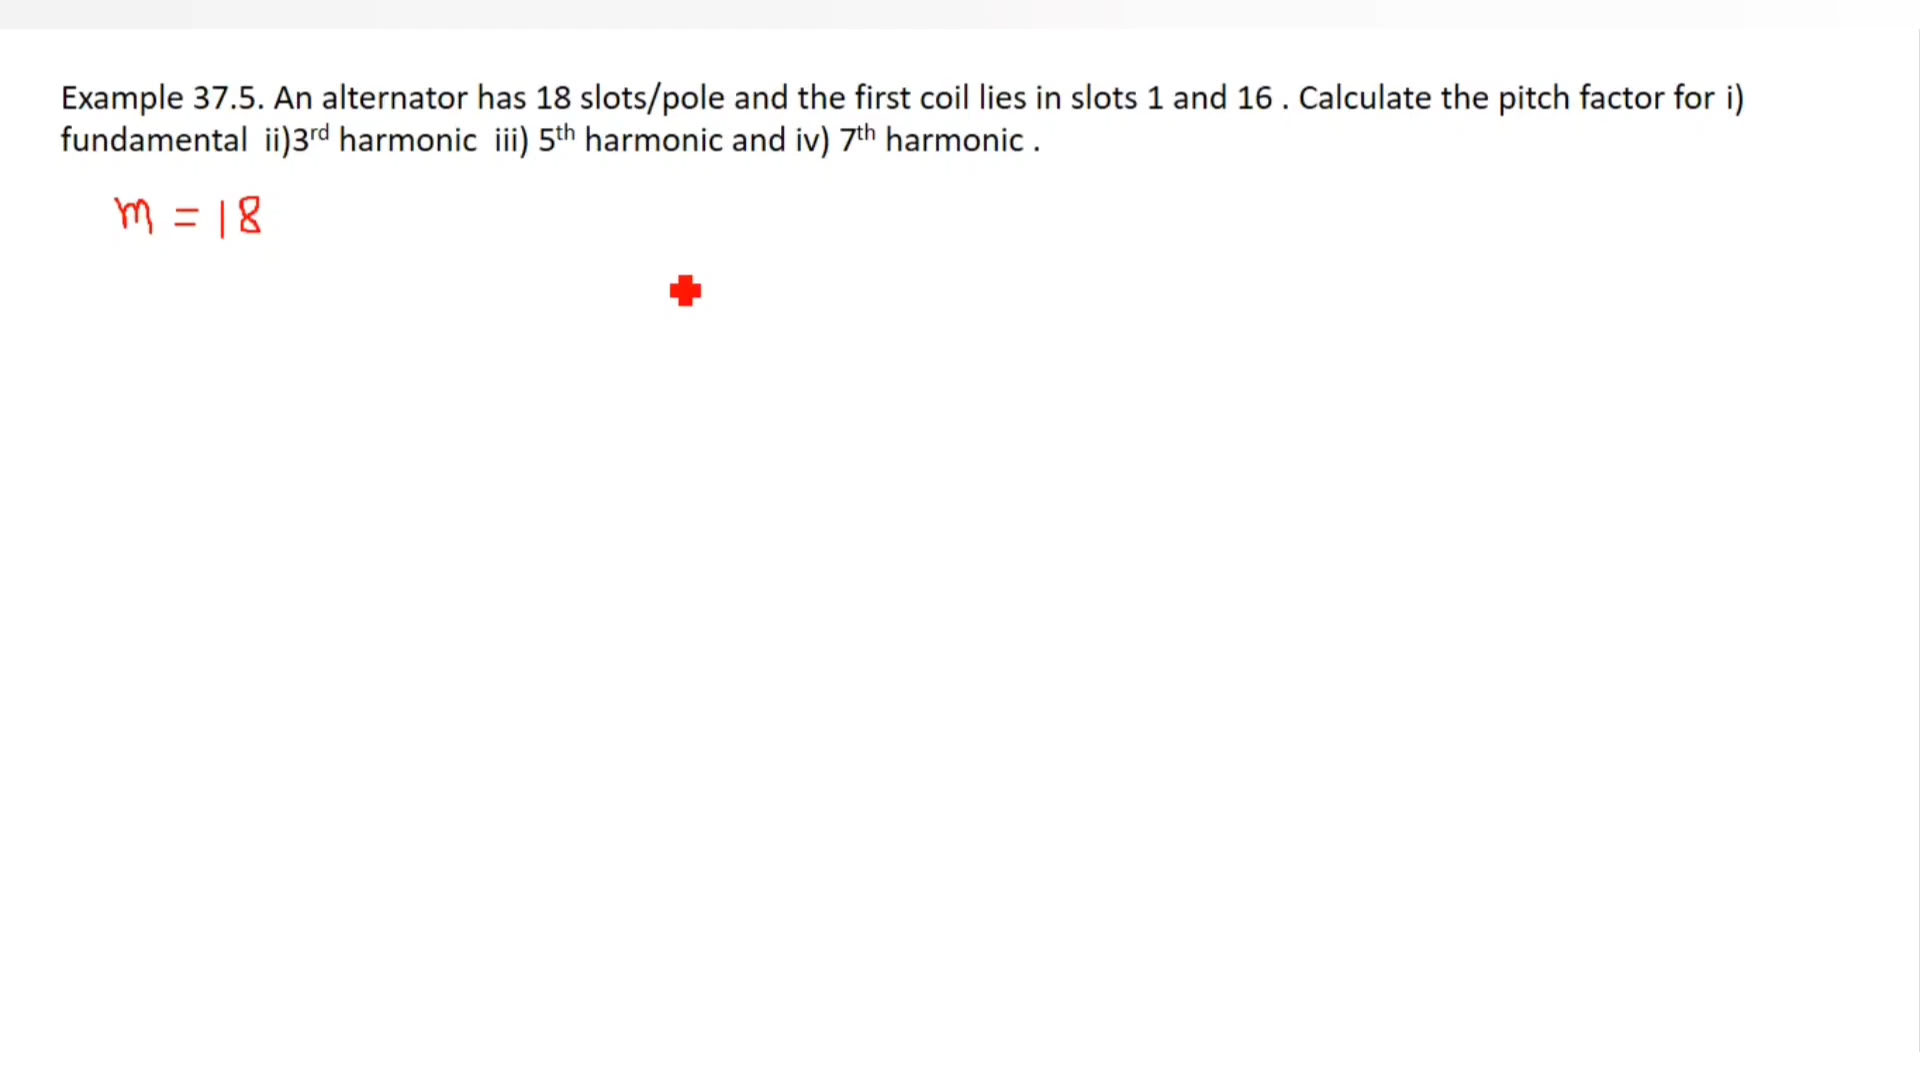 Example 37.5. An alternator has 18 slots/pole and the first coil lies in slots 1 and 16 . Calculate the pitch factor for i)
fundamental ii)3rd harmonic iii) 5th harmonic and iv) 7th harmonic .
m = 18